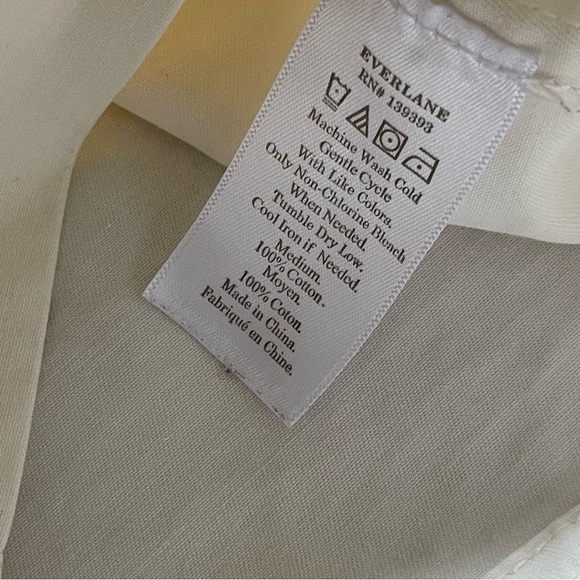 EVERLANE
RN# 139393
Machine Wash Cold
Gentle Cycle
With Like Colors.
Only Non-Chlorine Bleach
When Needed.
Tumble Dry Low.
Cool Iron if Needed.
Medium.
100% Cotton.
Moyen.
100% Coton.
Made in China.
Fabriqué en Chine.